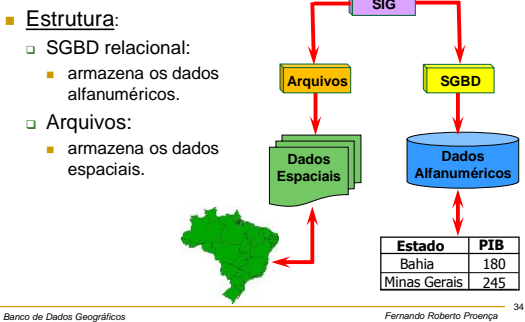 Estrutura:
SGBD relacional:
armazena os dados
alfanuméricos.
Arquivos:
armazena os dados
espaciais.
SIG
Arquivos
SGBD
Dados
Espaciais
Dados
Alfanuméricos
Estado PIB
Bahia 180
Minas Gerais 245
34
Banco de Dados Geográficos
Fernando Roberto Proença